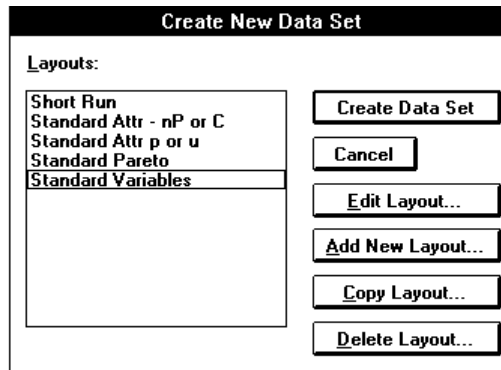 Create New Data Set
Layouts:
Short Run
Standard Attr - nP or C
Standard Attr p or u
Standard Pareto
Standard Variables
Create Data Set
Cancel
Edit Layout...
Add New Layout...
Copy Layout...
Delete Layout...